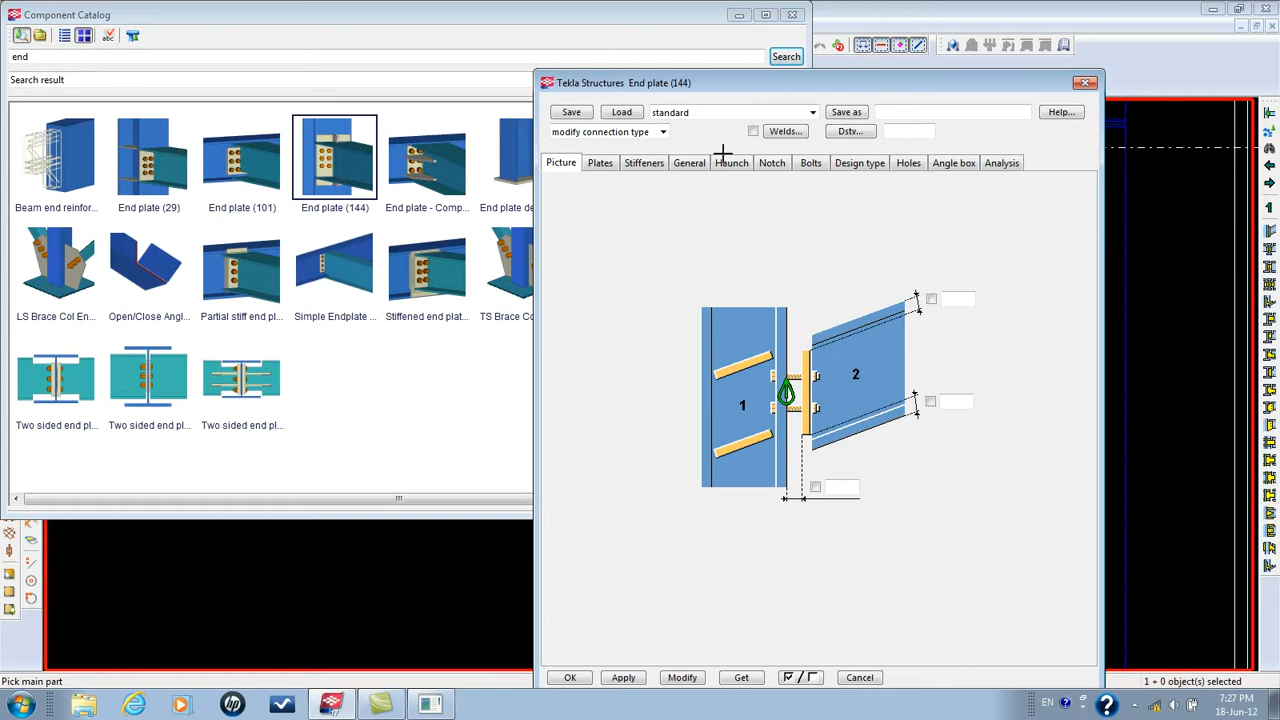 Component Catalog
end
Search
Search result
Beam end reinfor...
End plate (29)
End plate (101)
End plate (144)
End plate - Comp...
End plate de
LS Brace Col En...
Open/Close Angl...
Partial stiff end pl...
Simple Endplate ...
Stiffened end plat...
TS Brace Co
Two sided end pl...
Two sided end pl...
Two sided end pl...
Tekla Structures End plate (144)
Save
Load
standard
Save as
Help...
modify connection type
Welds...
Dstv...
Picture
Plates
Stiffeners
General
Haunch
Notch
Bolts
Design type
Holes
Angle box
Analysis
1
2
OK
Apply
Modify
Get
/
Cancel
Pick main part
1 + 0 object(s) selected
EN
7:27 PM
18-Jun-12